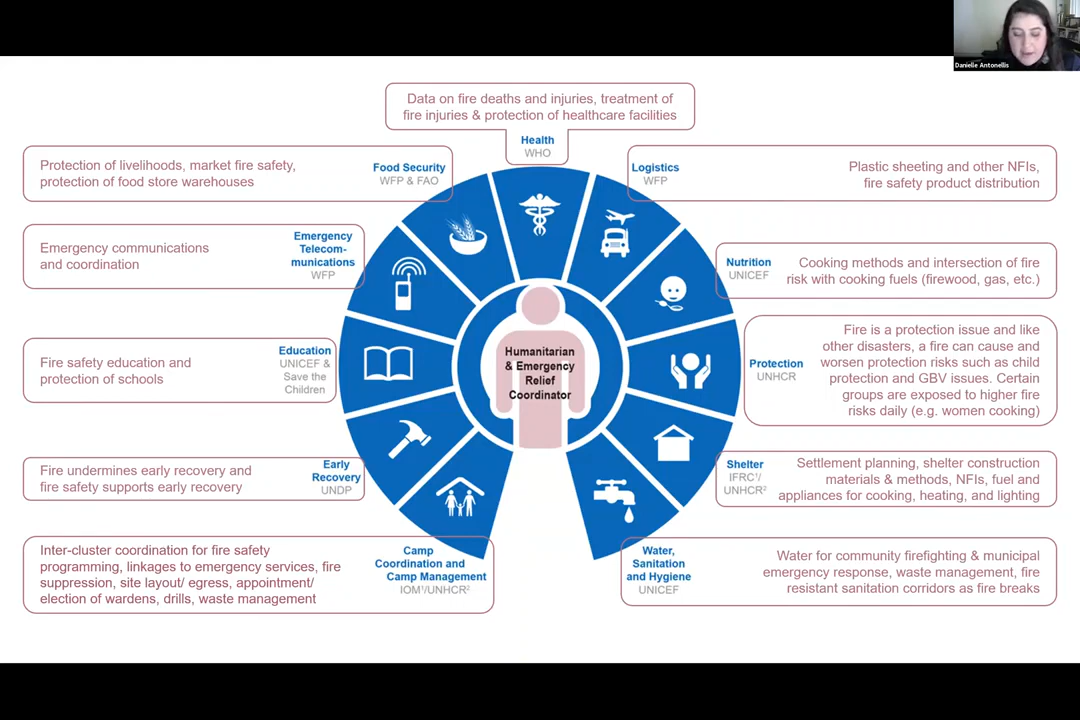 Danielle Antonellis
Data on fire deaths and injuries, treatment of
fire injuries & protection of healthcare facilities
Health
WHO
Protection of livelihoods, market fire safety,
protection of food store warehouses
Food Security
WFP & FAO
Logistics
WFP
Plastic sheeting and other NFIs,
fire safety product distribution
Emergency communications
and coordination
Emergency
Telecom-
munications
WFP
Nutrition
UNICEF
Cooking methods and intersection of fire
risk with cooking fuels (firewood, gas, etc.)
Fire safety education and
protection of schools
Education
UNICEF &
Save the
Children
Humanitarian
& Emergency
Relief
Coordinator
Protection
UNHCR
Fire is a protection issue and like
other disasters, a fire can cause and
worsen protection risks such as child
protection and GBV issues. Certain
groups are exposed to higher fire
risks daily (e.g. women cooking)
Fire undermines early recovery and
fire safety supports early recovery
Early
Recovery
UNDP
Shelter
IFRC¹/
UNHCR²
Settlement planning, shelter construction
materials & methods, NFIs, fuel and
appliances for cooking, heating, and lighting
Inter-cluster coordination for fire safety
programming, linkages to emergency services, fire
suppression, site layout/ egress, appointment/
election of wardens, drills, waste management
Camp
Coordination and
Camp Management
IOM¹/UNHCR²
Water,
Sanitation
and Hygiene
UNICEF
Water for community firefighting & municipal
emergency response, waste management, fire
resistant sanitation corridors as fire breaks